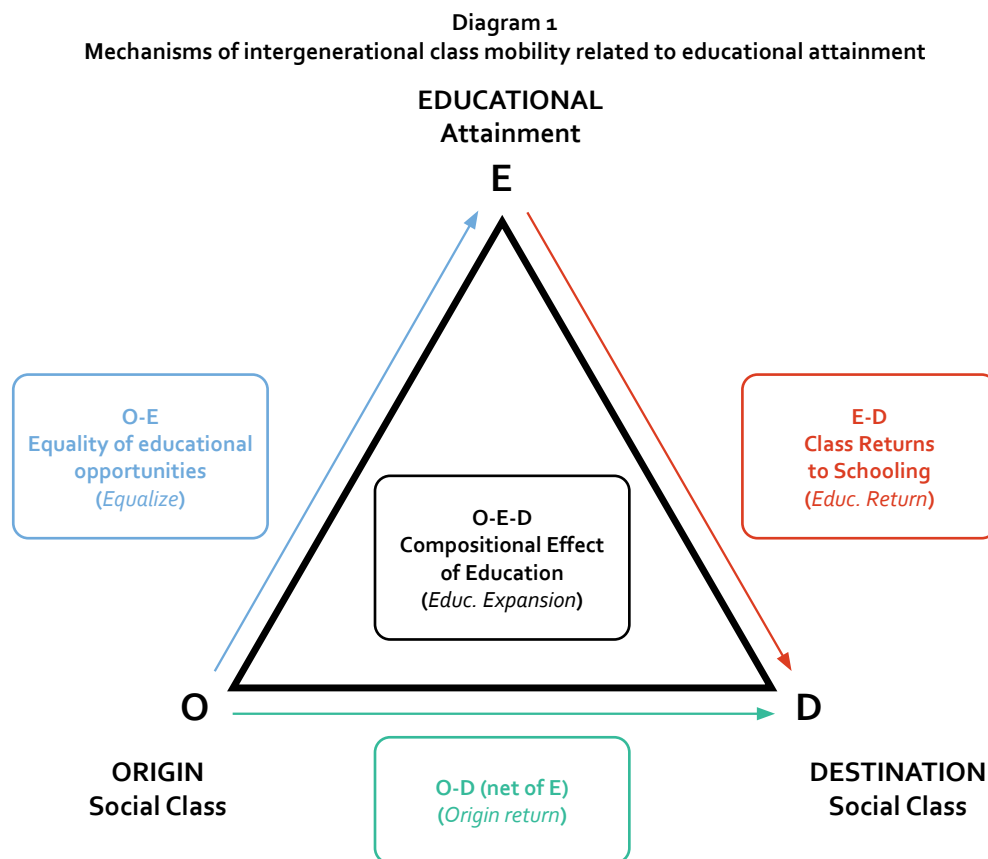 Diagram 1
Mechanisms of intergenerational class mobility related to educational attainment
EDUCATIONAL
Attainment
E
O-E
Equality of educational
opportunities
(Equalize)
E-D
Class Returns
to Schooling
(Educ. Return)
O-E-D
Compositional Effect
of Education
(Educ. Expansion)
O
D
ORIGIN
Social Class
O-D (net of E)
(Origin return)
DESTINATION
Social Class